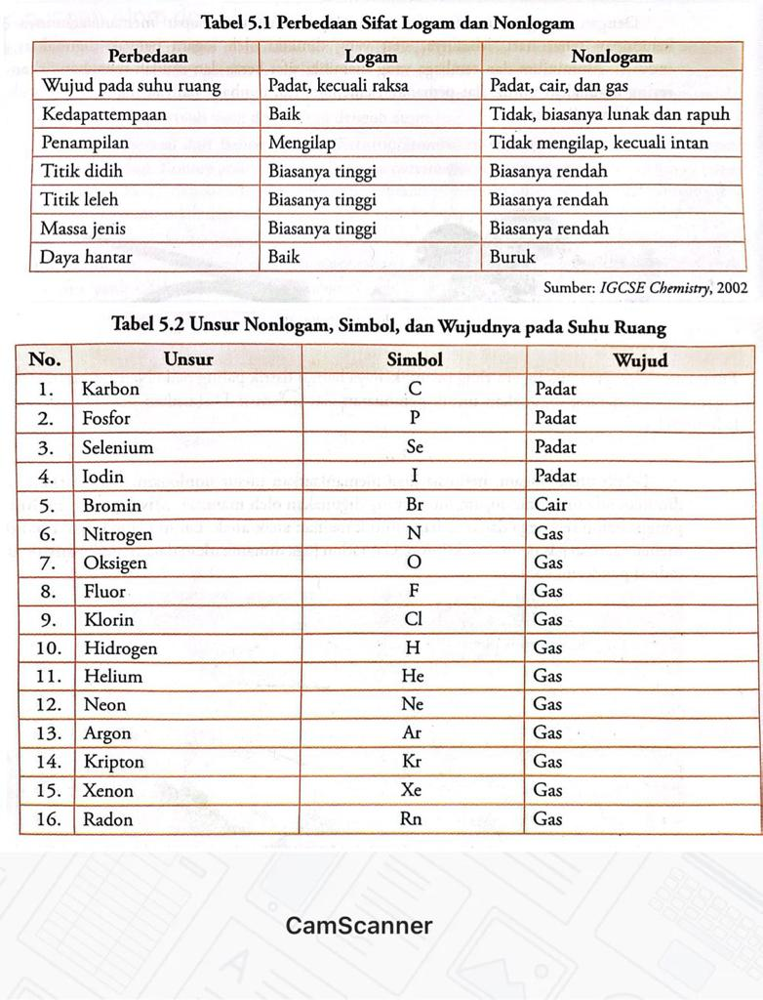 Tabel 5.1 Perbedaan Sifat Logam dan Nonlogam
Perbedaan Logam Nonlogam
Wujud pada suhu ruang Padat, kecuali raksa Padat, cair, dan gas
Kedapattempaan Baik Tidak, biasanya lunak dan rapuh
Penampilan Mengilap Tidak mengilap, kecuali intan
Titik didih Biasanya tinggi Biasanya rendah
Titik leleh Biasanya tinggi Biasanya rendah
Massa jenis Biasanya tinggi Biasanya rendah
Daya hantar Baik Buruk
Sumber: IGCSE Chemistry, 2002
Tabel 5.2 Unsur Nonlogam, Simbol, dan Wujudnya pada Suhu Ruang
No. Unsur Simbol Wujud
1. Karbon C Padat
2. Fosfor P Padat
3. Selenium Se Padat
4. Iodin I Padat
5. Bromin Br Cair
6. Nitrogen N Gas
7. Oksigen O Gas
8. Fluor F Gas
9. Klorin Cl Gas
10. Hidrogen H Gas
11. Helium He Gas
12. Neon Ne Gas
13. Argon Ar Gas
14. Kripton Kr Gas
15. Xenon Xe Gas
16. Radon Rn Gas
CamScanner